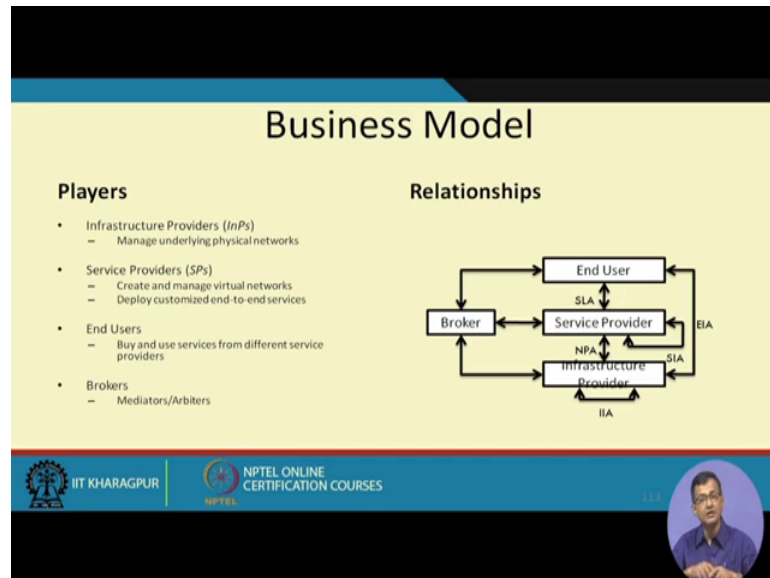 Business Model
Players
• Infrastructure Providers (InPs)
– Manage underlying physical networks
• Service Providers (SPs)
– Create and manage virtual networks
– Deploy customized end-to-end services
• End Users
– Buy and use services from different service
providers
• Brokers
– Mediators/Arbiters
Relationships
End User
SLA
Broker
Service Provider
EIA
NPA
SIA
Infrastructure
Provider
IIA
IIT KHARAGPUR
NPTEL
NPTEL ONLINE
CERTIFICATION COURSES
113